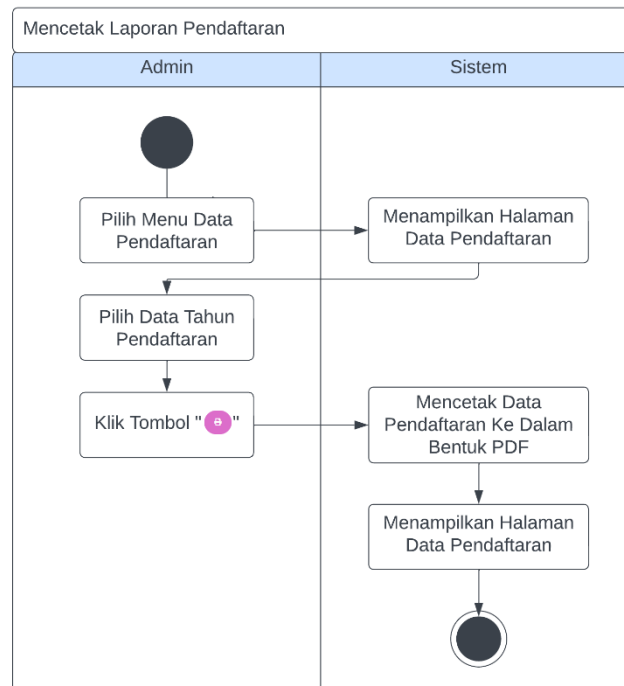 Mencetak Laporan Pendaftaran
Admin
Sistem
Pilih Menu Data
Pendaftaran
Menampilkan Halaman
Data Pendaftaran
Pilih Data Tahun
Pendaftaran
Klik Tombol " "
Mencetak Data
Pendaftaran Ke Dalam
Bentuk PDF
Menampilkan Halaman
Data Pendaftaran